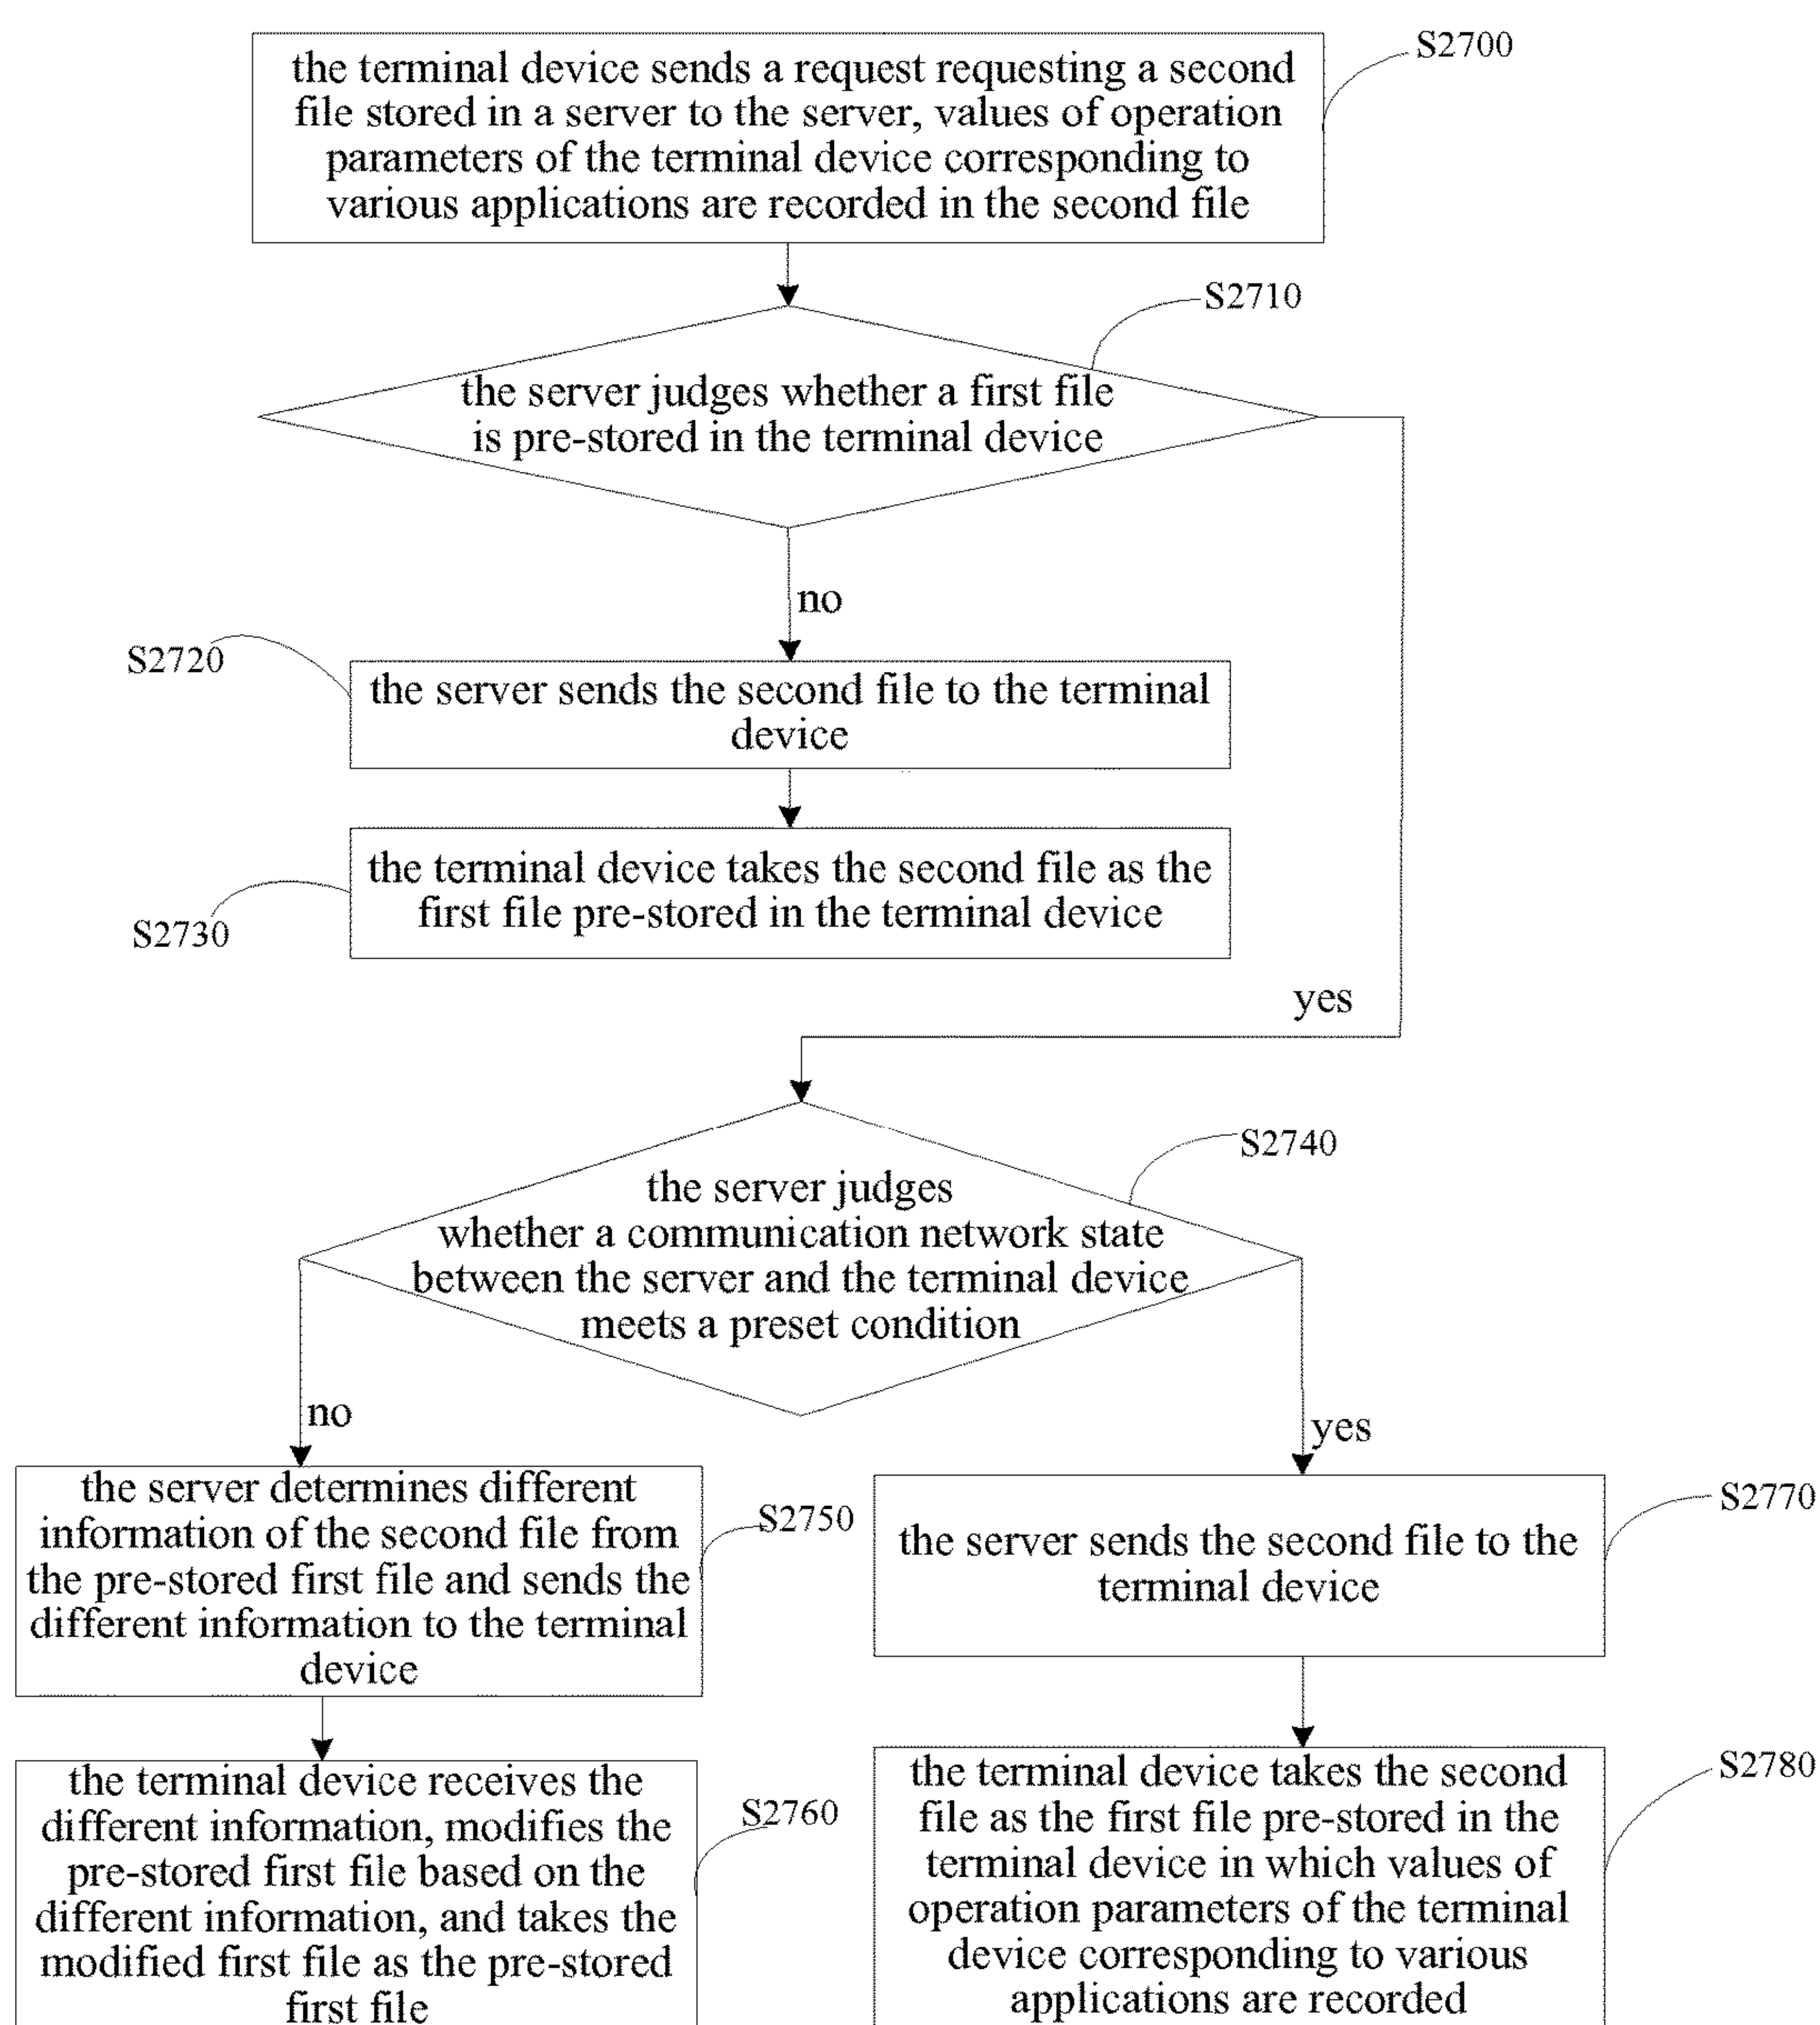 the terminal device sends a request requesting a second
file stored in a server to the server, values of operation
parameters of the terminal device corresponding to
various applications are recorded in the second file
S2700
S2710
the server judges whether a first file
is pre-stored in the terminal device
no
S2720
the server sends the second file to the terminal
device
the terminal device takes the second file as the
first file pre-stored in the terminal device
S2730
yes
S2740
the server judges
whether a communication network state
between the server and the terminal device
meets a preset condition
no
yes
the server determines different
information of the second file from
the pre-stored first file and sends the
different information to the terminal
device
S2750
the server sends the second file to the
terminal device
S2770
the terminal device receives the
different information, modifies the
pre-stored first file based on the
different information, and takes the
modified first file as the pre-stored
first file
S2760
the terminal device takes the second
file as the first file pre-stored in the
terminal device in which values of
operation parameters of the terminal
device corresponding to various
applications are recorded
S2780